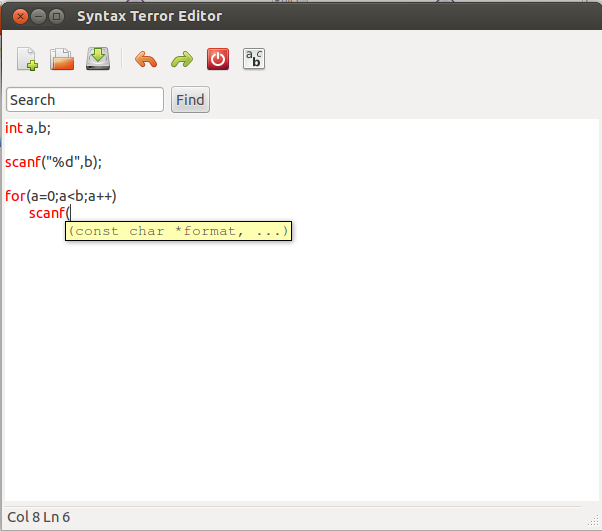 Syntax Terror Editor
a c b
Search
Find
int a,b;
scanf("%d",b);
for(a=0;a<b;a++)
scanf(
(const char *format, ...)
Col 8 Ln 6